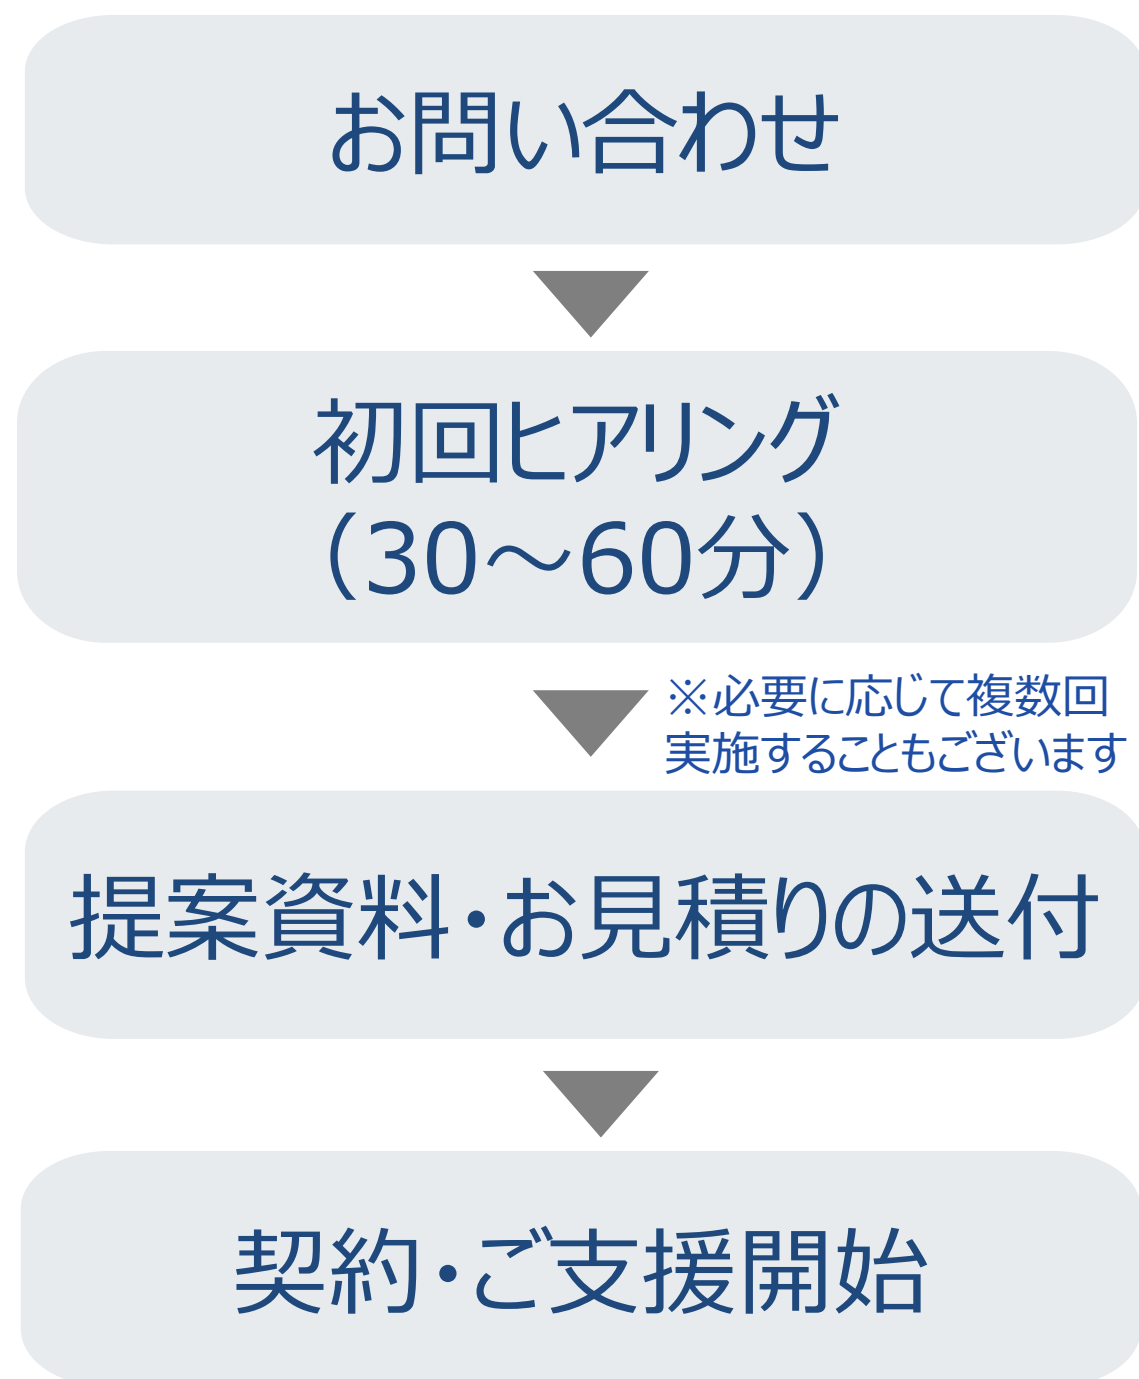 お問い合わせ
初回ヒアリング
（30～60分）
※必要に応じて複数回
実施することもございます
提案資料・お見積りの送付
契約・ご支援開始